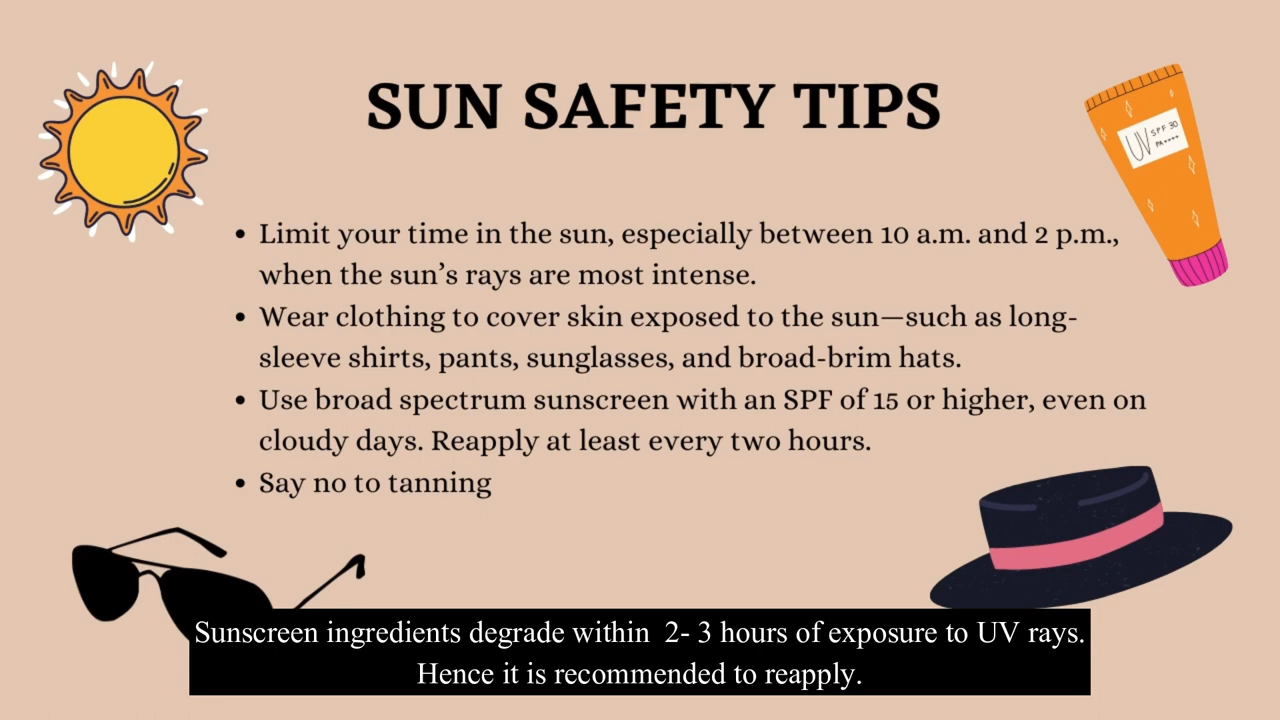 SUN SAFETY TIPS
UV SPF 30
PA++++
• Limit your time in the sun, especially between 10 a.m. and 2 p.m.,
when the sun’s rays are most intense.
• Wear clothing to cover skin exposed to the sun—such as long-
sleeve shirts, pants, sunglasses, and broad-brim hats.
• Use broad spectrum sunscreen with an SPF of 15 or higher, even on
cloudy days. Reapply at least every two hours.
• Say no to tanning
Sunscreen ingredients degrade within  2- 3 hours of exposure to UV rays.
Hence it is recommended to reapply.